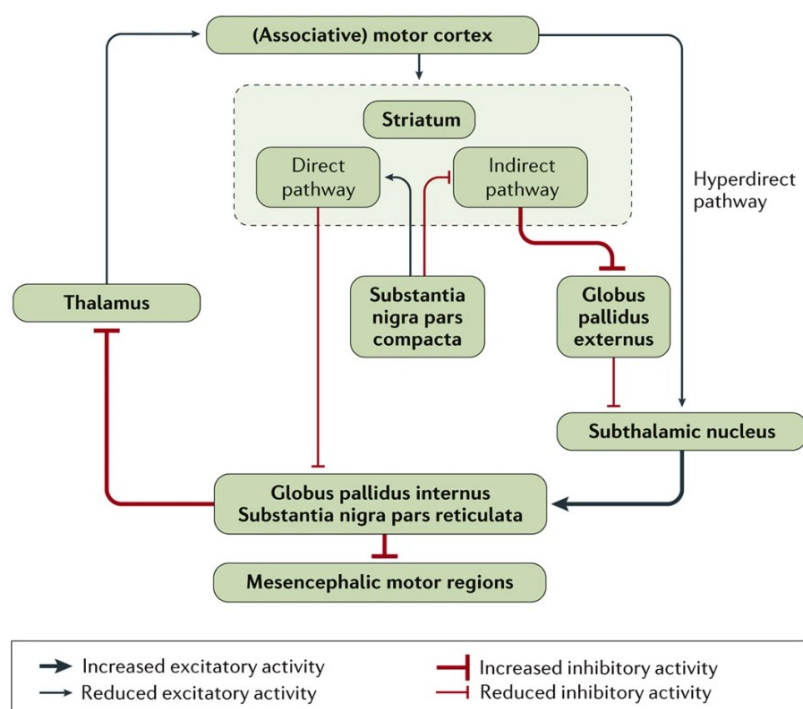 (Associative) motor cortex
Striatum
Direct
pathway
Indirect
pathway
Hyperdirect
pathway
Thalamus
Substantia
nigra pars
compacta
Globus
pallidus
externus
Subthalamic nucleus
Globus pallidus internus
Substantia nigra pars reticulata
Mesencephalic motor regions
Increased excitatory activity
Increased inhibitory activity
Reduced excitatory activity
Reduced inhibitory activity